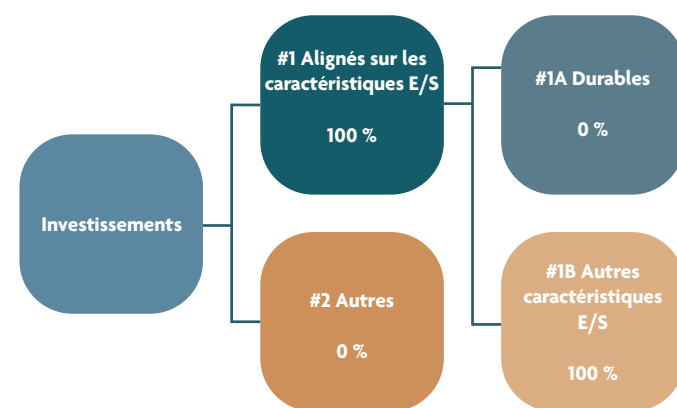 #1 Alignés sur les
caractéristiques E/S
100 %
#1A Durables
0 %
Investissements
#2 Autres
0 %
#1B Autres
caractéristiques
E/S
100 %